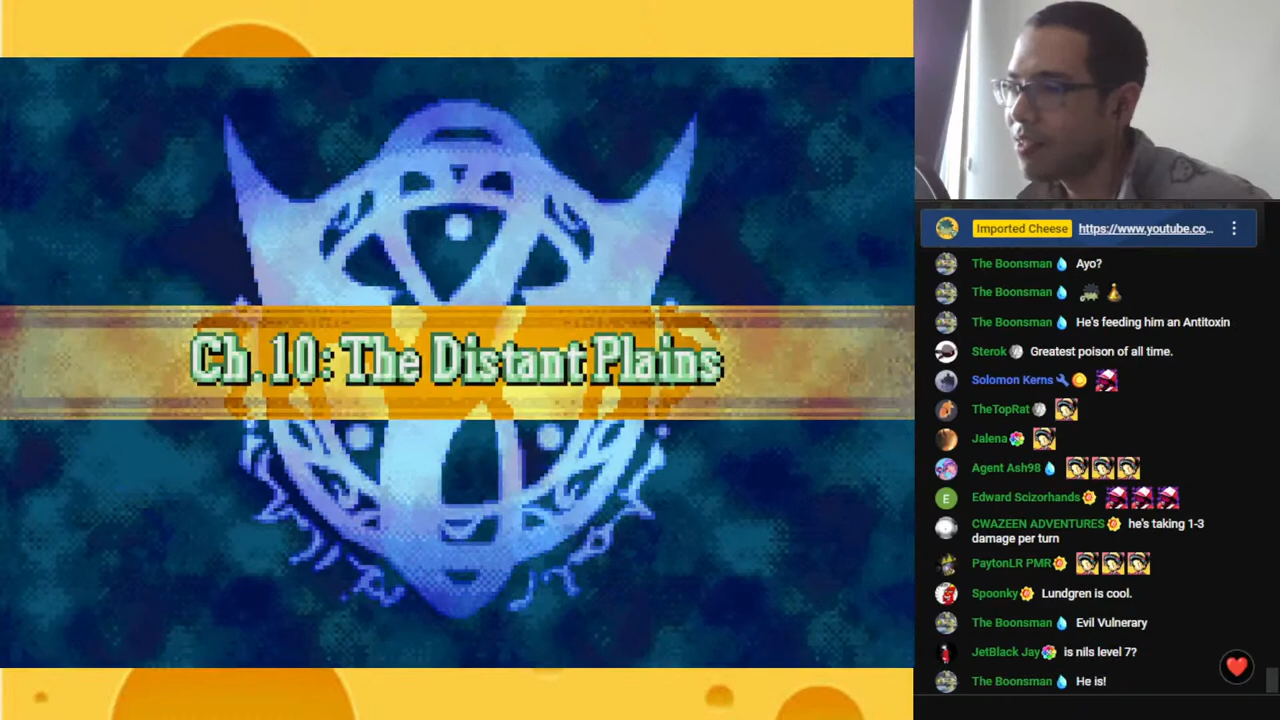 Ch. 10: The Distant Plains
Imported Cheese https://www.youtube.co...
The Boonsman Ayo?
The Boonsman
The Boonsman He's feeding him an Antitoxin
Sterok Greatest poison of all time.
Solomon Kerns
TheTopRat
Jalena
Agent Ash98
E Edward Scizorhands
CWAZEEN ADVENTURES he's taking 1-3
damage per turn
PaytonLR PMR
Spoonky Lundgren is cool.
The Boonsman Evil Vulnerary
JetBlack Jay is nils level 7?
The Boonsman He is!